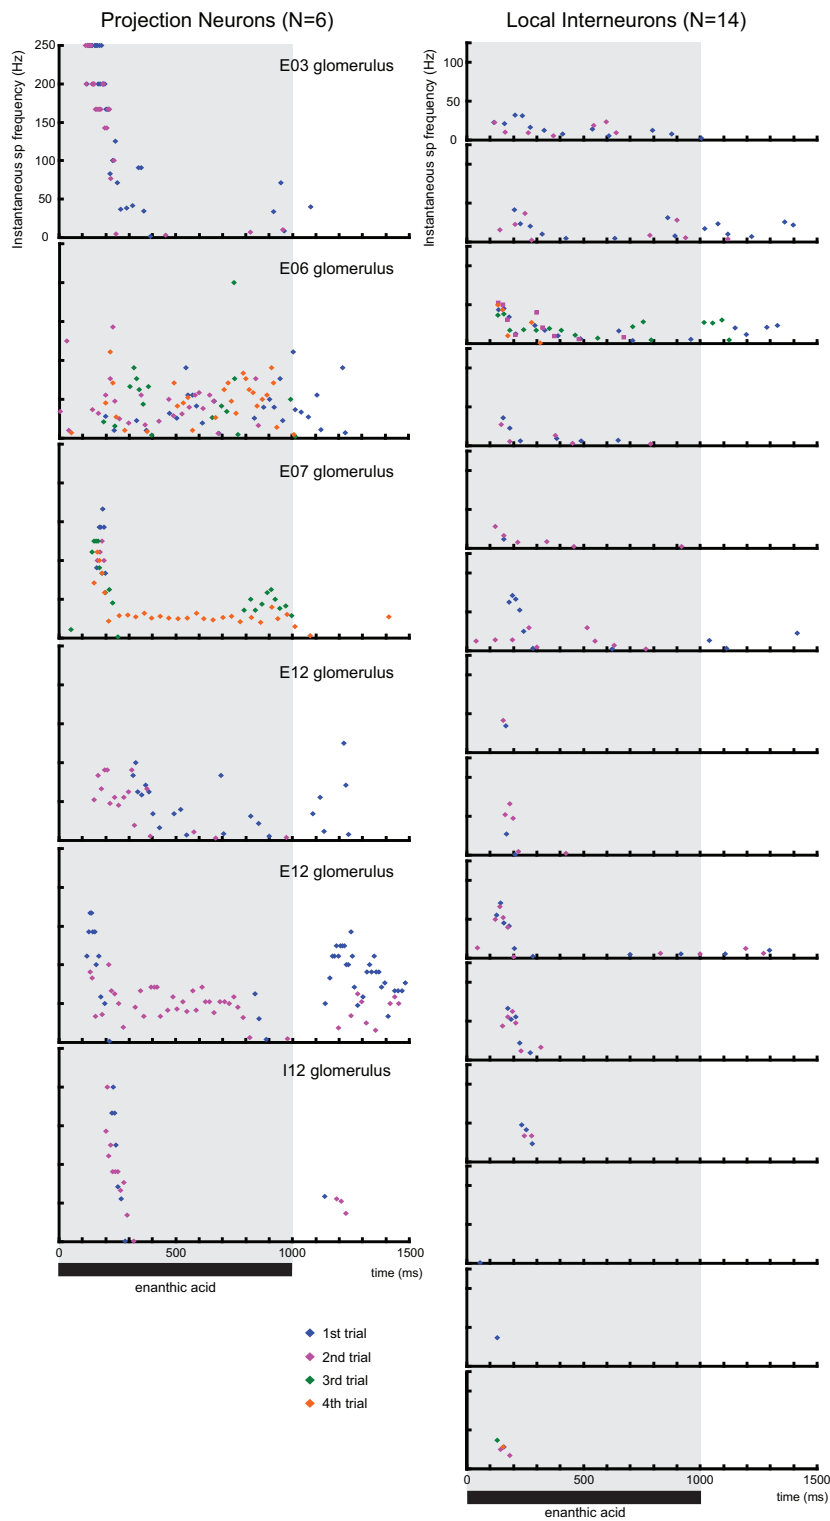 Projection Neurons (N=6)
Instantaneous sp frequency (Hz)
250
200
150
100
50
0
E03 glomerulus
E06 glomerulus
E07 glomerulus
E12 glomerulus
E12 glomerulus
I12 glomerulus
0 500 1000 1500
time (ms)
enanthic acid
1st trial
2nd trial
3rd trial
4th trial
Local Interneurons (N=14)
Instantaneous sp frequency (Hz)
100
50
0
0 500 1000 1500
time (ms)
enanthic acid